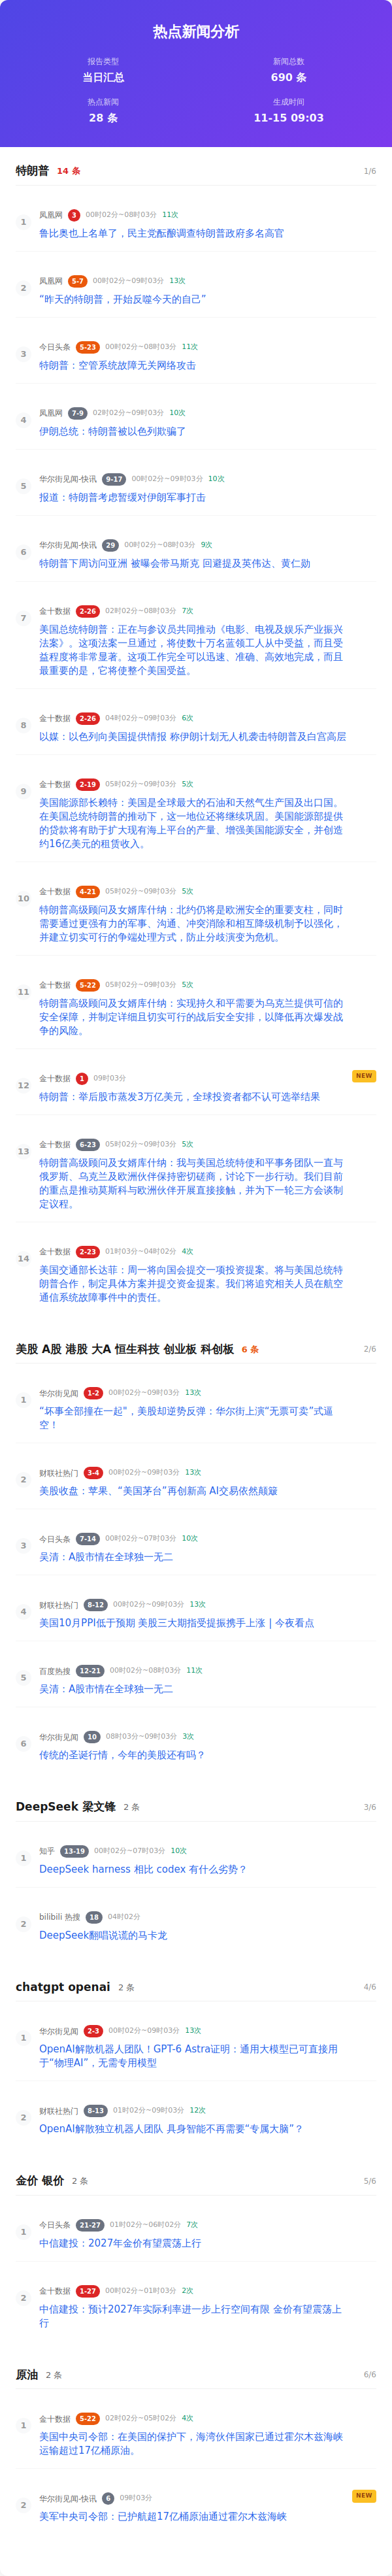 热点新闻分析
报告类型
当日汇总
新闻总数
690 条
热点新闻
28 条
生成时间
11-15 09:03
特朗普 14 条 1/6
1
凤凰网 3 00时02分~08时03分 11次
鲁比奥也上名单了，民主党酝酿调查特朗普政府多名高官
2
凤凰网 5-7 00时02分~09时03分 13次
“昨天的特朗普，开始反噬今天的自己”
3
今日头条 5-23 00时02分~08时03分 11次
特朗普：空管系统故障无关网络攻击
4
凤凰网 7-9 02时02分~09时03分 10次
伊朗总统：特朗普被以色列欺骗了
5
华尔街见闻-快讯 9-17 00时02分~09时03分 10次
报道：特朗普考虑暂缓对伊朗军事打击
6
华尔街见闻-快讯 29 00时02分~08时03分 9次
特朗普下周访问亚洲 被曝会带马斯克 回避提及英伟达、黄仁勋
7
金十数据 2-26 02时02分~08时03分 7次
美国总统特朗普：正在与参议员共同推动《电影、电视及娱乐产业振兴
法案》。这项法案一旦通过，将使数十万名蓝领工人从中受益，而且受
益程度将非常显著。这项工作完全可以迅速、准确、高效地完成，而且
最重要的是，它将使整个美国受益。
8
金十数据 2-26 04时02分~09时03分 6次
以媒：以色列向美国提供情报 称伊朗计划无人机袭击特朗普及白宫高层
9
金十数据 2-19 05时02分~09时03分 5次
美国能源部长赖特：美国是全球最大的石油和天然气生产国及出口国。
在美国总统特朗普的推动下，这一地位还将继续巩固。美国能源部提供
的贷款将有助于扩大现有海上平台的产量、增强美国能源安全，并创造
约16亿美元的租赁收入。
10
金十数据 4-21 05时02分~09时03分 5次
特朗普高级顾问及女婿库什纳：北约仍将是欧洲安全的重要支柱，同时
需要通过更强有力的军事、沟通、冲突消除和相互降级机制予以强化，
并建立切实可行的争端处理方式，防止分歧演变为危机。
11
金十数据 5-22 05时02分~09时03分 5次
特朗普高级顾问及女婿库什纳：实现持久和平需要为乌克兰提供可信的
安全保障，并制定详细且切实可行的战后安全安排，以降低再次爆发战
争的风险。
12
金十数据 1 09时03分
NEW
特朗普：举后股市蒸发3万亿美元，全球投资者都不认可选举结果
13
金十数据 6-23 05时02分~09时03分 5次
特朗普高级顾问及女婿库什纳：我与美国总统特使和平事务团队一直与
俄罗斯、乌克兰及欧洲伙伴保持密切磋商，讨论下一步行动。我们目前
的重点是推动莫斯科与欧洲伙伴开展直接接触，并为下一轮三方会谈制
定议程。
14
金十数据 2-23 01时03分~04时02分 4次
美国交通部长达菲：周一将向国会提交一项投资提案。将与美国总统特
朗普合作，制定具体方案并提交资金提案。我们将追究相关人员在航空
通信系统故障事件中的责任。
美股 A股 港股 大A 恒生科技 创业板 科创板 6 条 2/6
1
华尔街见闻 1-2 00时02分~09时03分 13次
“坏事全部撞在一起"，美股却逆势反弹：华尔街上演“无票可卖”式逼
空！
2
财联社热门 3-4 00时02分~09时03分 13次
美股收盘：苹果、“美国茅台”再创新高 AI交易依然颠簸
3
今日头条 7-14 00时02分~07时03分 10次
吴清：A股市情在全球独一无二
4
财联社热门 8-12 00时02分~09时03分 13次
美国10月PPI低于预期 美股三大期指受提振携手上涨 | 今夜看点
5
百度热搜 12-21 00时02分~08时03分 11次
吴清：A股市情在全球独一无二
6
华尔街见闻 10 08时03分~09时03分 3次
传统的圣诞行情，今年的美股还有吗？
DeepSeek 梁文锋 2 条 3/6
1
知乎 13-19 00时02分~07时03分 10次
DeepSeek harness 相比 codex 有什么劣势？
2
bilibili 热搜 18 04时02分
DeepSeek翻唱说谎的马卡龙
chatgpt openai 2 条 4/6
1
华尔街见闻 2-3 00时02分~09时03分 13次
OpenAI解散机器人团队！GPT-6 Astra证明：通用大模型已可直接用
于“物理AI”，无需专用模型
2
财联社热门 8-13 01时02分~09时03分 12次
OpenAI解散独立机器人团队 具身智能不再需要“专属大脑”？
金价 银价 2 条 5/6
1
今日头条 21-27 01时02分~06时02分 7次
中信建投：2027年金价有望震荡上行
2
金十数据 1-27 00时02分~01时03分 2次
中信建投：预计2027年实际利率进一步上行空间有限 金价有望震荡上
行
原油 2 条 6/6
1
金十数据 5-22 02时02分~05时02分 4次
美国中央司令部：在美国的保护下，海湾伙伴国家已通过霍尔木兹海峡
运输超过17亿桶原油。
2
华尔街见闻-快讯 6 09时03分
NEW
美军中央司令部：已护航超17亿桶原油通过霍尔木兹海峡